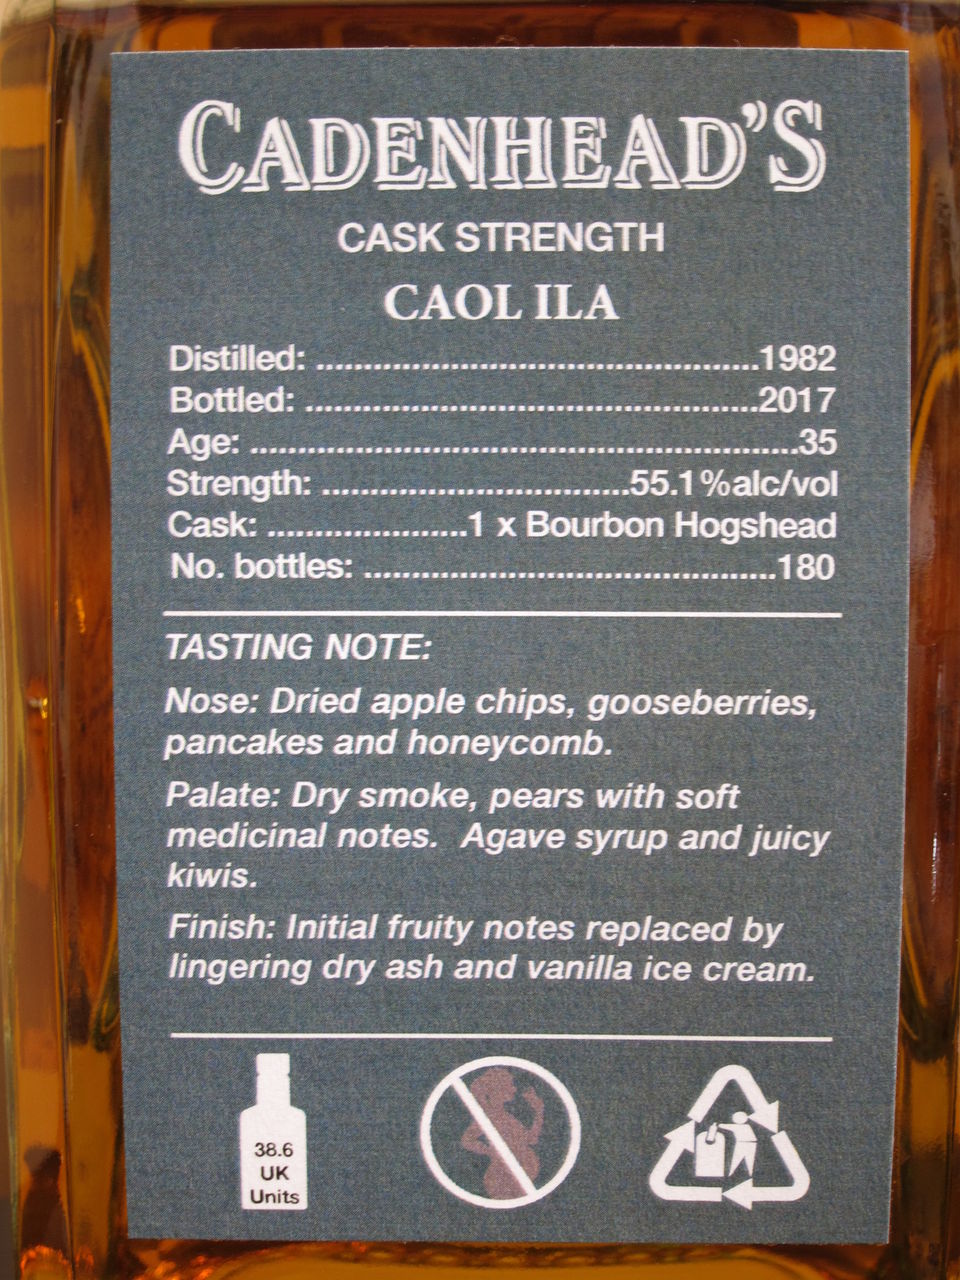 CADENHEAD'S
CASK STRENGTH
CAOL ILA
Distilled: ..............................................1982
Bottled: ...............................................2017
Age: .........................................................35
Strength: ................................55.1%alc/vol
Cask: .....................1 x Bourbon Hogshead
No. bottles: ...........................................180
TASTING NOTE:
Nose: Dried apple chips, gooseberries,
pancakes and honeycomb.
Palate: Dry smoke, pears with soft
medicinal notes.  Agave syrup and juicy
kiwis.
Finish: Initial fruity notes replaced by
lingering dry ash and vanilla ice cream.
38.6
UK
Units